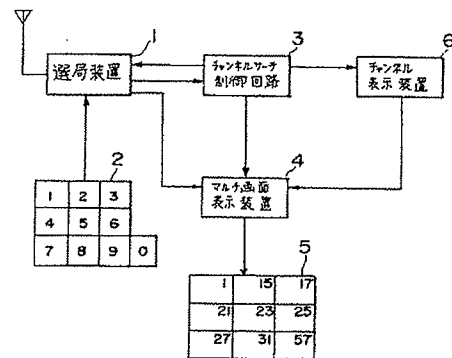 1
選局装置
3
チャンネルサーチ
制御回路
6
チャンネル
表示装置
2
1 2 3
4 5 6
7 8 9 0
4
マルチ画面
表示装置
5
1 15 17
21 23 25
27 31 57